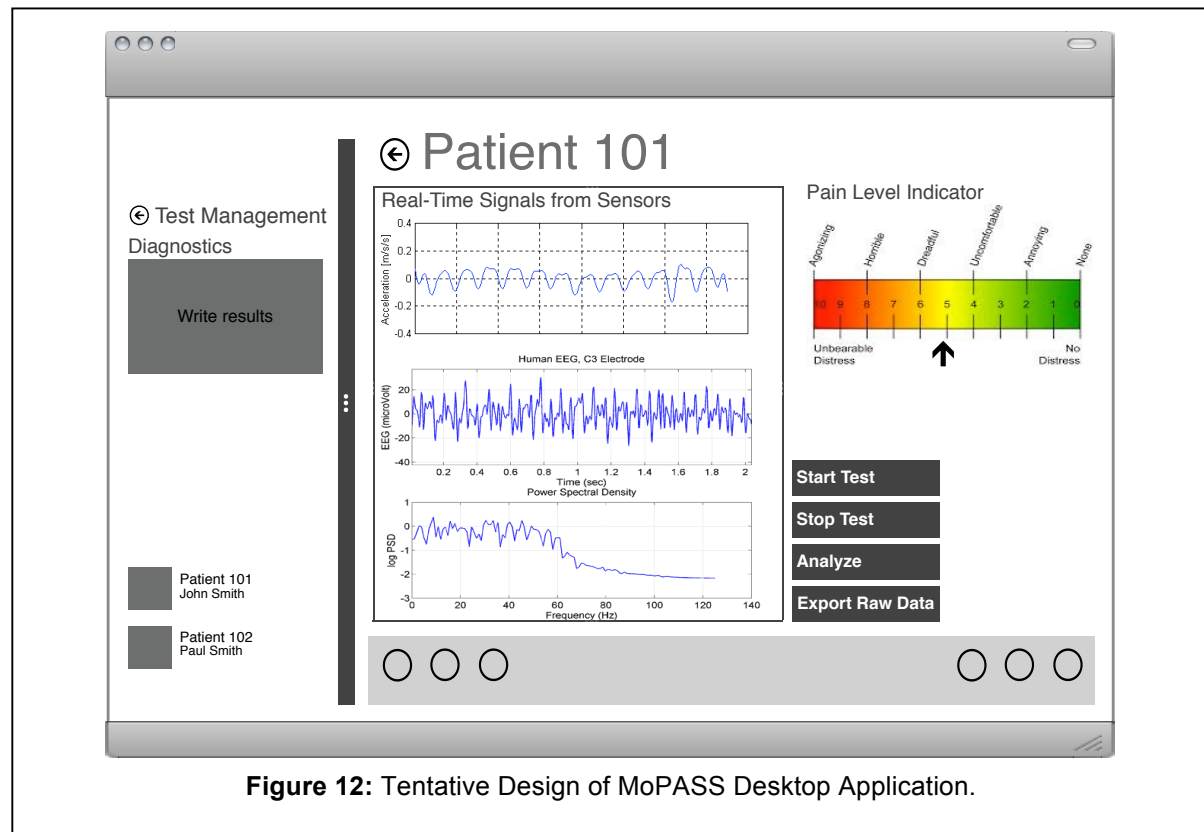 Patient 101
Test Management
Diagnostics
Write results
Patient 101
John Smith
Patient 102
Paul Smith
Real-Time Signals from Sensors
Acceleration [m/s/s]
0.4
0.2
0
-0.2
-0.4
Human EEG, C3 Electrode
EEG (microVolt)
20
0
-20
-40
0.2 0.4 0.6 0.8 1 1.2 1.4 1.6 1.8 2
Time (sec)
Power Spectral Density
log PSD
1
0
-1
-2
-3
0 20 40 60 80 100 120 140
Frequency (Hz)
Pain Level Indicator
Agonizing Horrible Dreadful Uncomfortable Annoying None
10 9 8 7 6 5 4 3 2 1 0
Unbearable No
Distress Distress
Start Test
Stop Test
Analyze
Export Raw Data
Figure 12: Tentative Design of MoPASS Desktop Application.